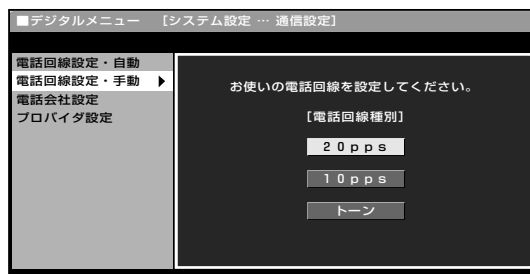 ■デジタルメニュー [システム設定 … 通信設定]
電話回線設定・自動
電話回線設定・手動 ▶
電話会社設定
プロバイダ設定
お使いの電話回線を設定してください。
[電話回線種別]
２０ｐｐｓ
１０ｐｐｓ
トーン